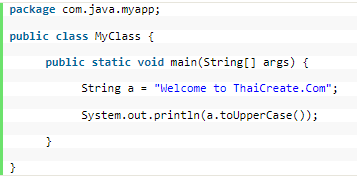 package com.java.myapp;
public class MyClass {
public static void main(String[] args) {
String a = "Welcome to ThaiCreate.Com";
System.out.println(a.toUpperCase());
}
}